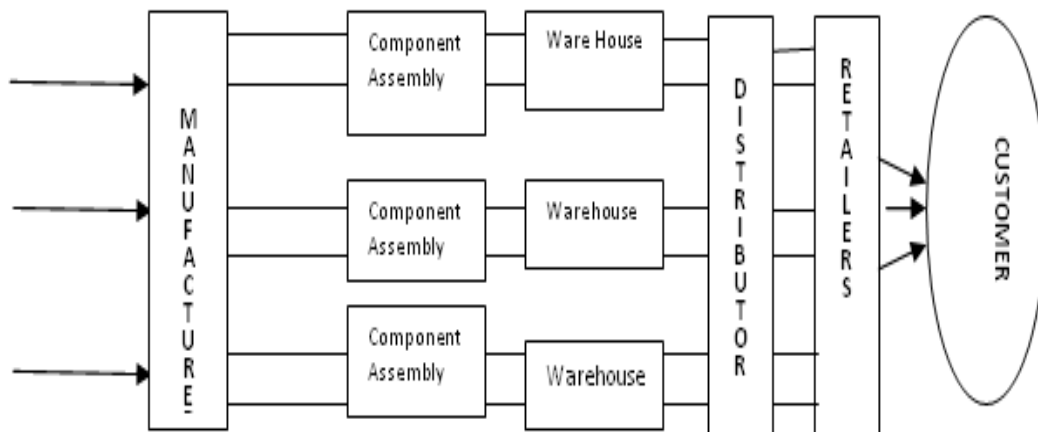 MANUFACTURE
Component
Assembly
Ware House
Component
Assembly
Warehouse
Component
Assembly
Warehouse
DISTRIBUTOR
RETAILERS
CUSTOMER